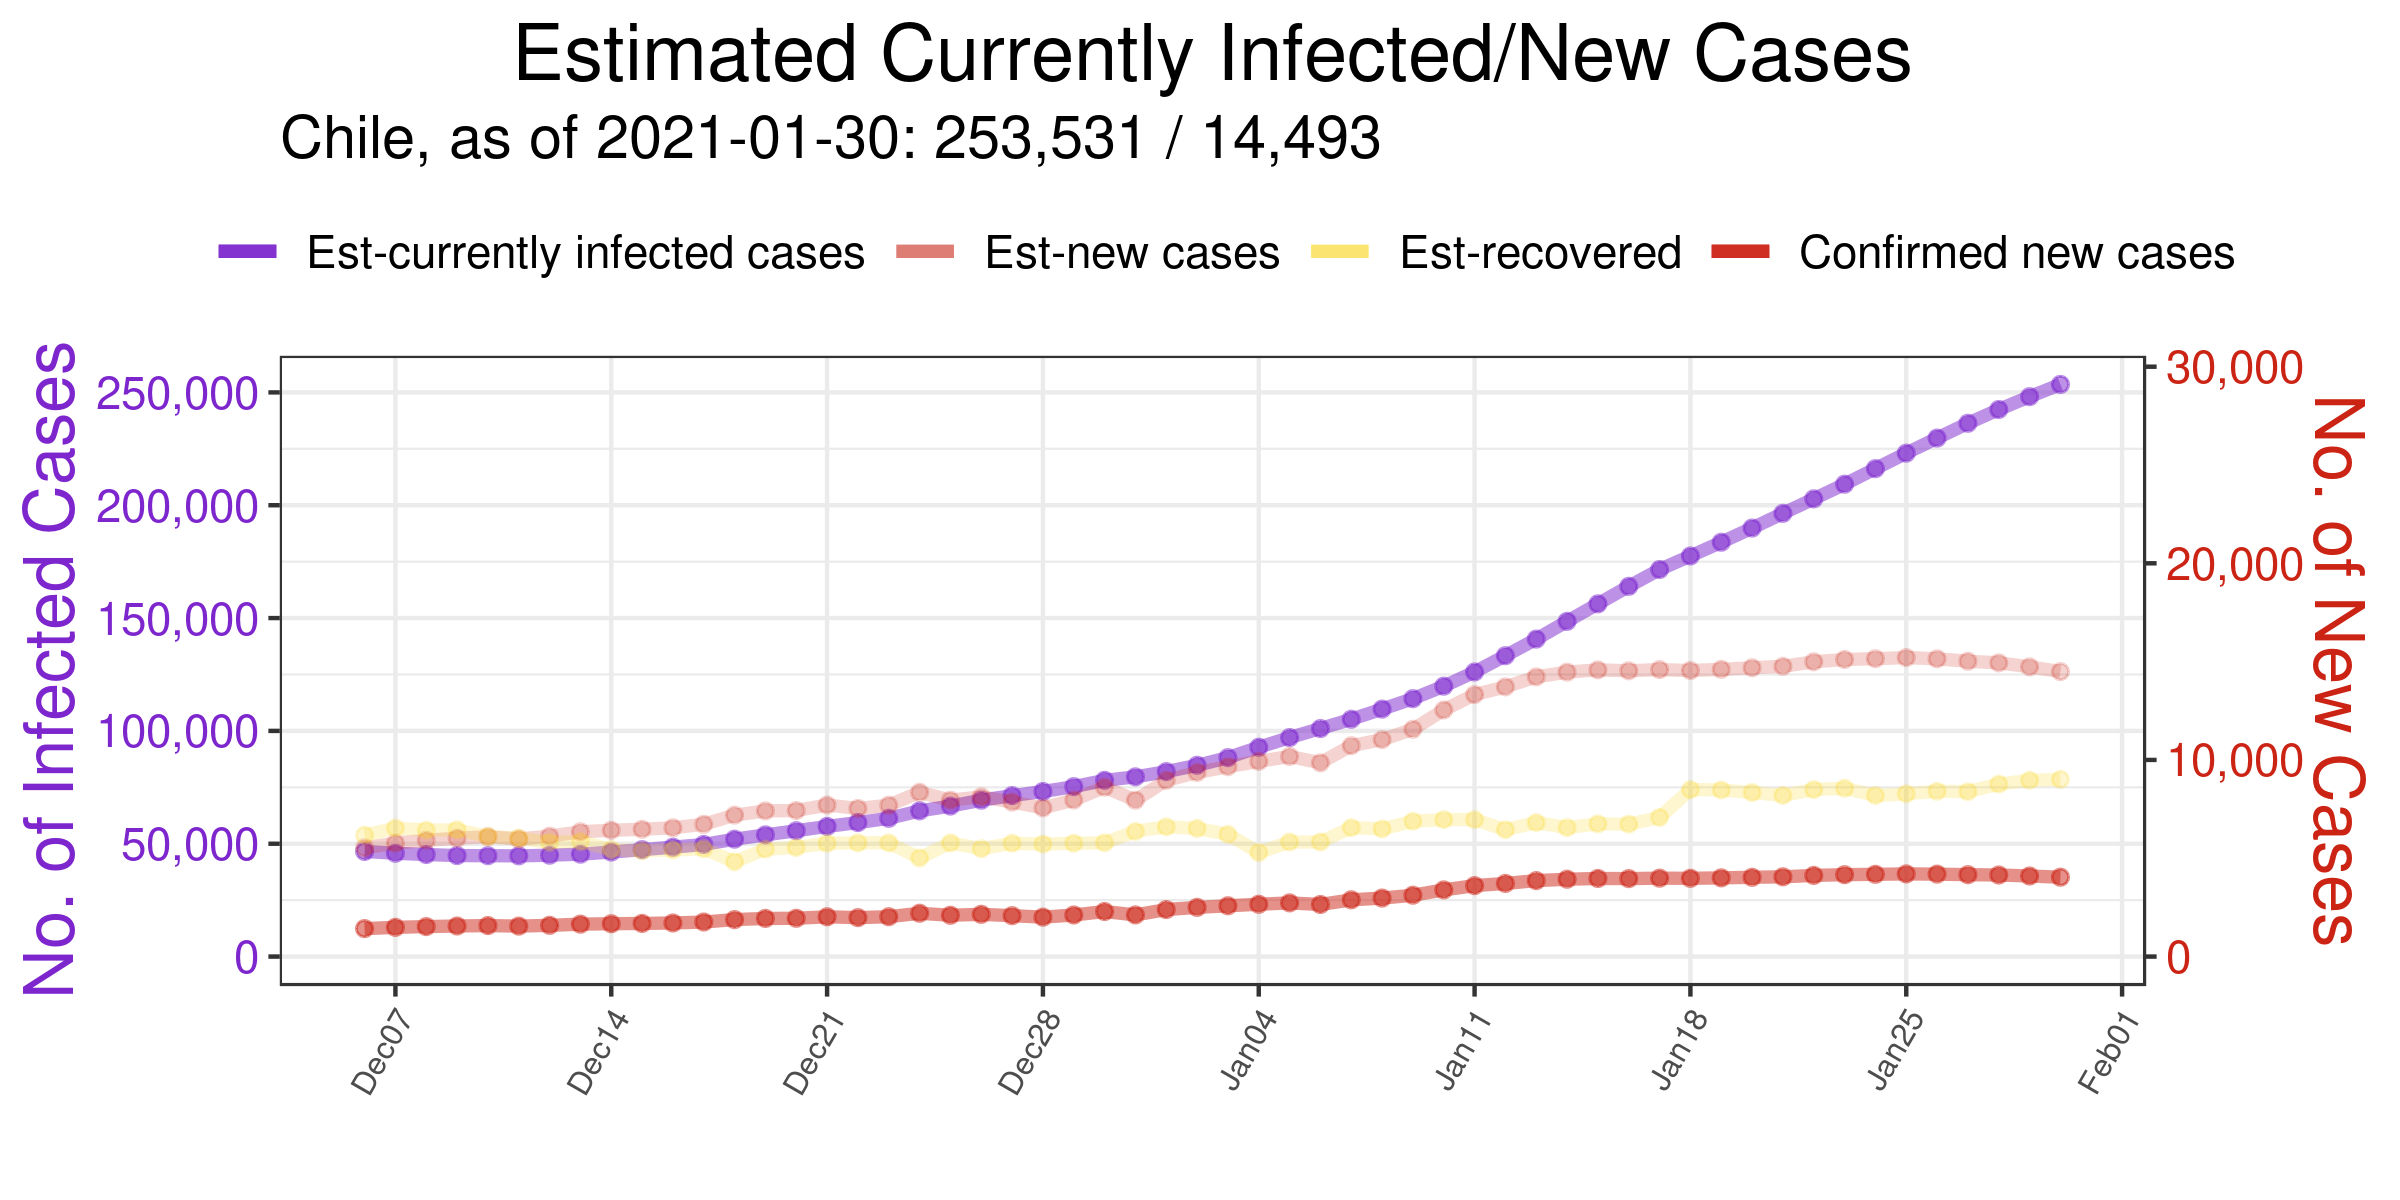 Estimated Currently Infected/New Cases
Chile, as of 2021-01-30: 253,531 / 14,493
Est-currently infected cases Est-new cases Est-recovered Confirmed new cases
No. of Infected Cases
250,000
200,000
150,000
100,000
50,000
0
30,000
20,000
10,000
0
No. of New Cases
Dec07 Dec14 Dec21 Dec28 Jan04 Jan11 Jan18 Jan25 Feb01